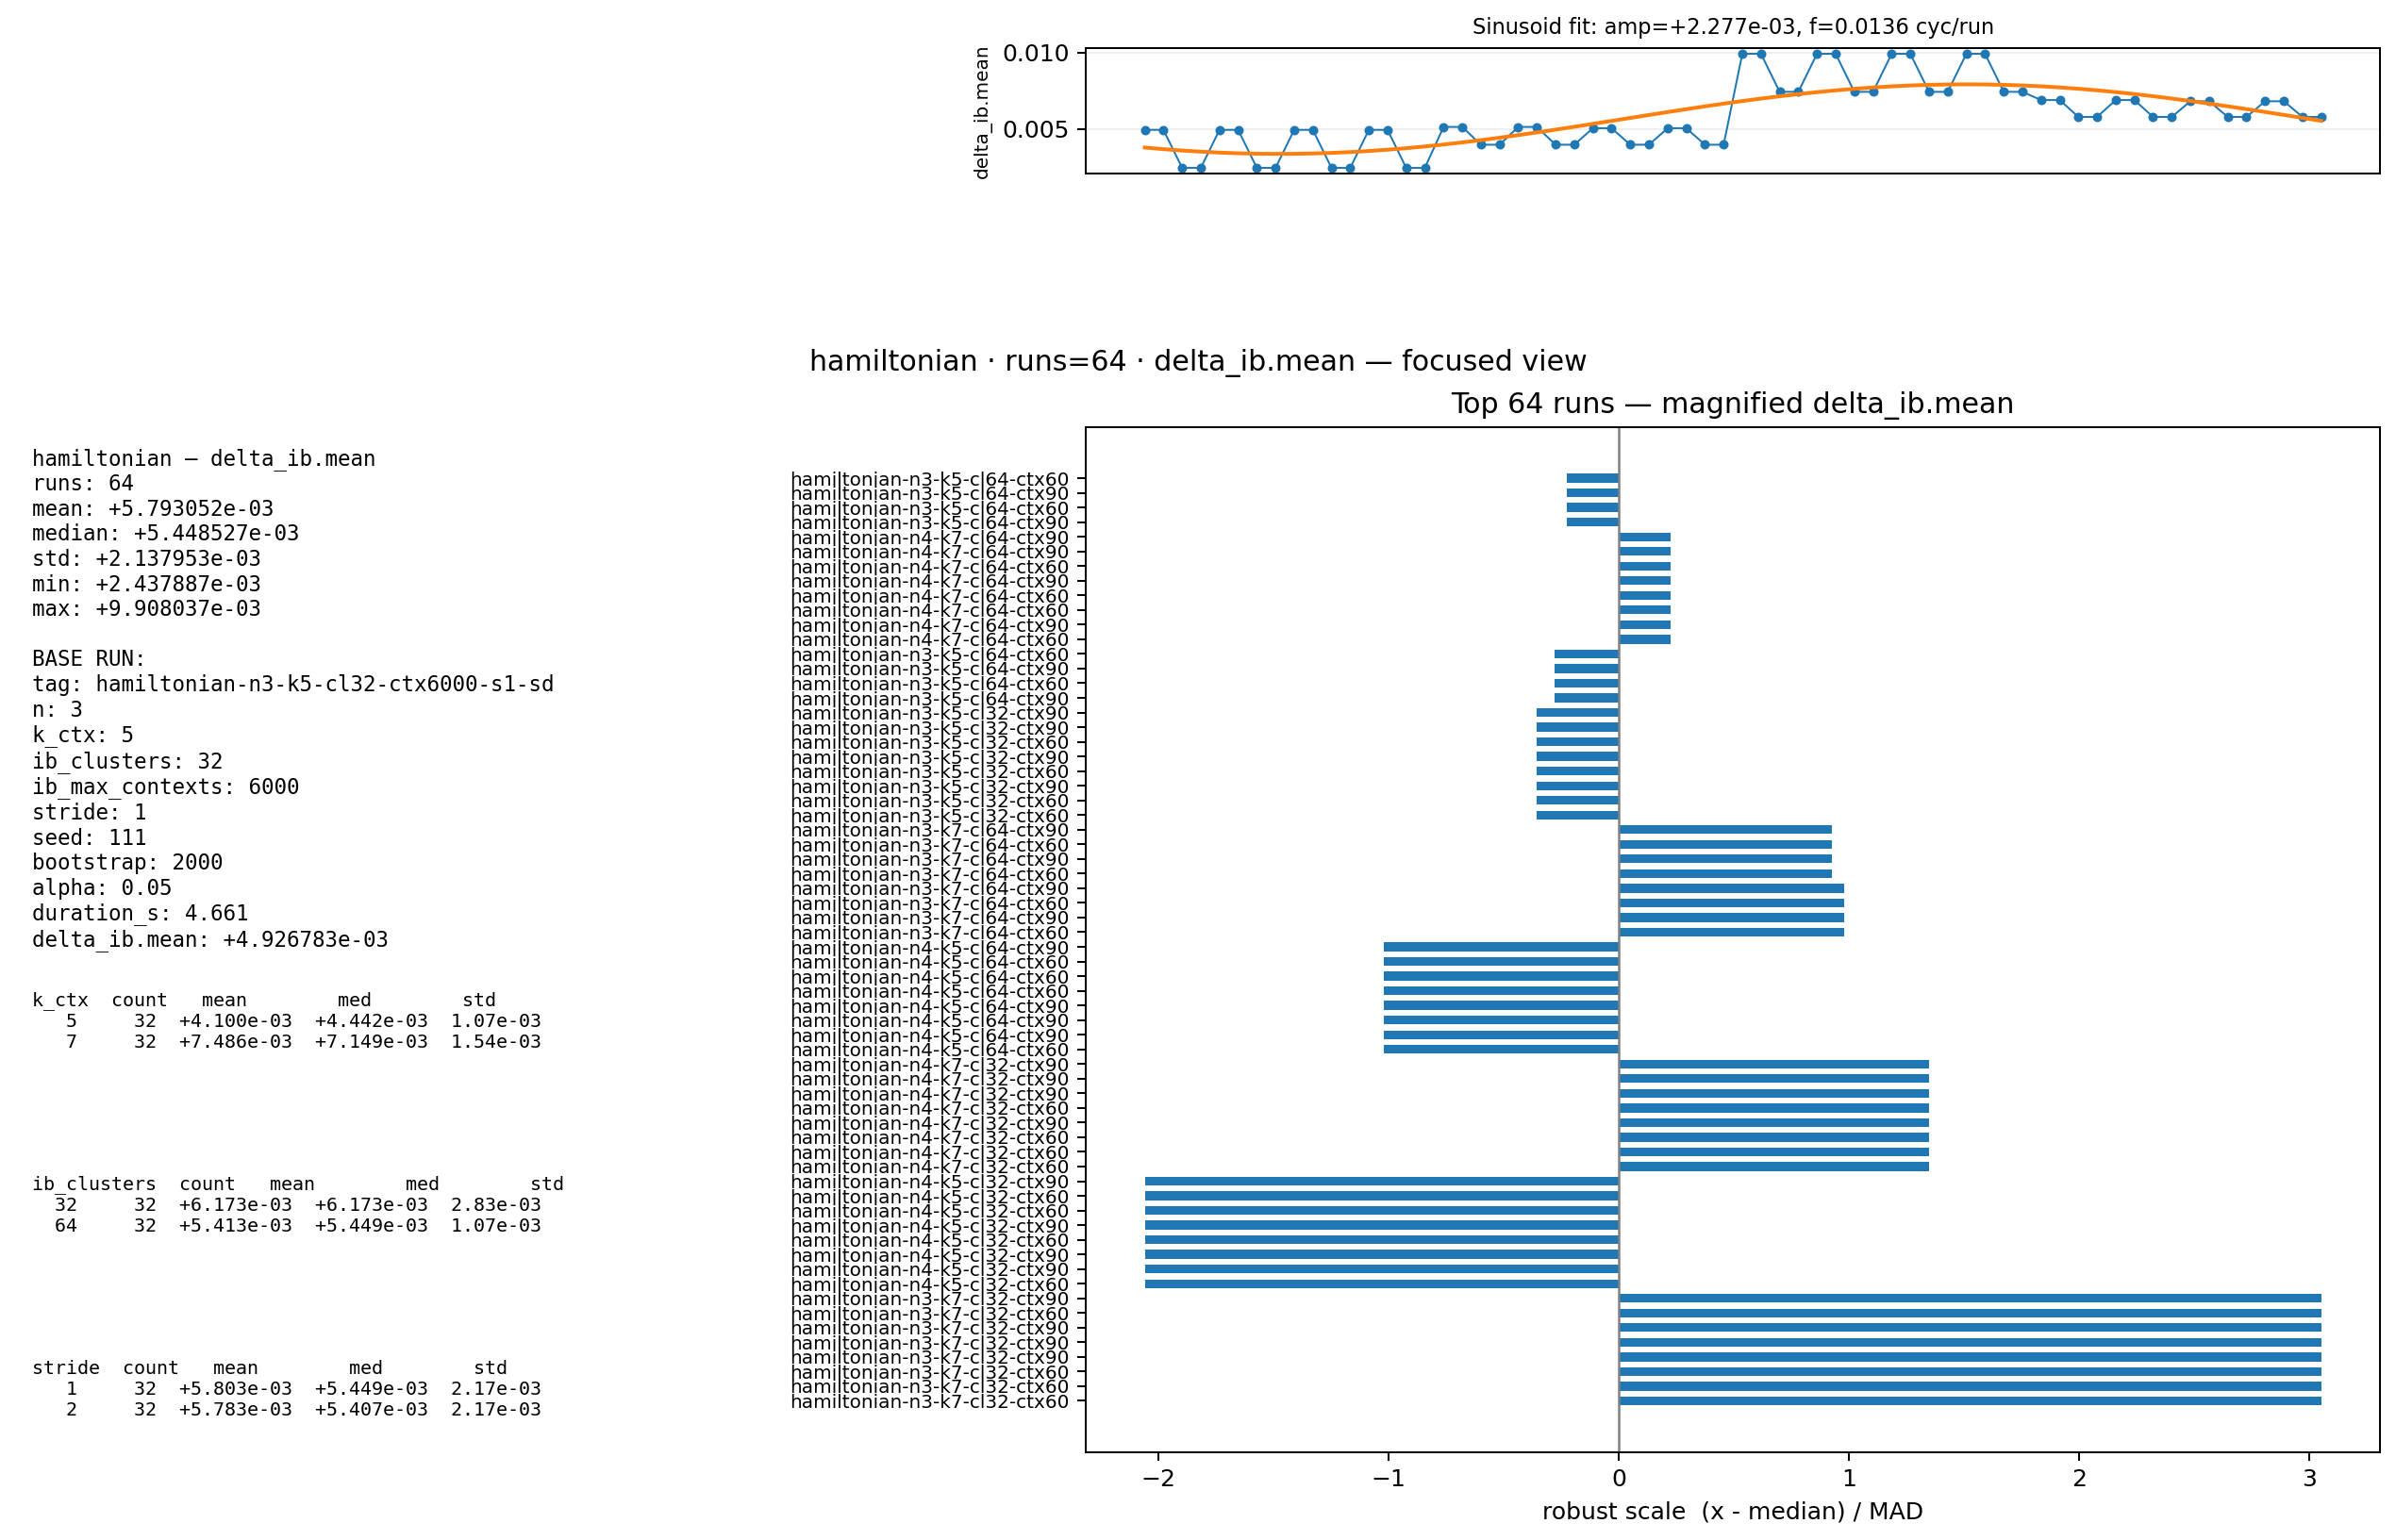 Sinusoid fit: amp=+2.277e-03, f=0.0136 cyc/run
delta_ib.mean
0.010
0.005
hamiltonian · runs=64 · delta_ib.mean — focused view
Top 64 runs — magnified delta_ib.mean
hamiltonian — delta_ib.mean
runs: 64
mean: +5.793052e-03
median: +5.448527e-03
std: +2.137953e-03
min: +2.437887e-03
max: +9.908037e-03
BASE RUN:
tag: hamiltonian-n3-k5-cl32-ctx6000-s1-sd
n: 3
k_ctx: 5
ib_clusters: 32
ib_max_contexts: 6000
stride: 1
seed: 111
bootstrap: 2000
alpha: 0.05
duration_s: 4.661
delta_ib.mean: +4.926783e-03
k_ctx count mean med std
5 32 +4.100e-03 +4.442e-03 1.07e-03
7 32 +7.486e-03 +7.149e-03 1.54e-03
ib_clusters count mean med std
32 32 +6.173e-03 +6.173e-03 2.83e-03
64 32 +5.413e-03 +5.449e-03 1.07e-03
stride count mean med std
1 32 +5.803e-03 +5.449e-03 2.17e-03
2 32 +5.783e-03 +5.407e-03 2.17e-03
hamiltonian-n3-k5-cl64-ctx60
hamiltonian-n3-k5-cl64-ctx90
hamiltonian-n3-k5-cl64-ctx60
hamiltonian-n3-k5-cl64-ctx90
hamiltonian-n4-k7-cl64-ctx90
hamiltonian-n4-k7-cl64-ctx90
hamiltonian-n4-k7-cl64-ctx60
hamiltonian-n4-k7-cl64-ctx90
hamiltonian-n4-k7-cl64-ctx60
hamiltonian-n4-k7-cl64-ctx60
hamiltonian-n4-k7-cl64-ctx90
hamiltonian-n4-k7-cl64-ctx60
hamiltonian-n3-k5-cl64-ctx60
hamiltonian-n3-k5-cl64-ctx90
hamiltonian-n3-k5-cl64-ctx60
hamiltonian-n3-k5-cl64-ctx90
hamiltonian-n3-k5-cl32-ctx90
hamiltonian-n3-k5-cl32-ctx90
hamiltonian-n3-k5-cl32-ctx60
hamiltonian-n3-k5-cl32-ctx90
hamiltonian-n3-k5-cl32-ctx60
hamiltonian-n3-k5-cl32-ctx90
hamiltonian-n3-k5-cl32-ctx60
hamiltonian-n3-k5-cl32-ctx60
hamiltonian-n3-k7-cl64-ctx90
hamiltonian-n3-k7-cl64-ctx60
hamiltonian-n3-k7-cl64-ctx90
hamiltonian-n3-k7-cl64-ctx60
hamiltonian-n3-k7-cl64-ctx90
hamiltonian-n3-k7-cl64-ctx60
hamiltonian-n3-k7-cl64-ctx90
hamiltonian-n3-k7-cl64-ctx60
hamiltonian-n4-k5-cl64-ctx90
hamiltonian-n4-k5-cl64-ctx60
hamiltonian-n4-k5-cl64-ctx60
hamiltonian-n4-k5-cl64-ctx60
hamiltonian-n4-k5-cl64-ctx90
hamiltonian-n4-k5-cl64-ctx90
hamiltonian-n4-k5-cl64-ctx90
hamiltonian-n4-k5-cl64-ctx60
hamiltonian-n4-k7-cl32-ctx90
hamiltonian-n4-k7-cl32-ctx90
hamiltonian-n4-k7-cl32-ctx90
hamiltonian-n4-k7-cl32-ctx60
hamiltonian-n4-k7-cl32-ctx90
hamiltonian-n4-k7-cl32-ctx60
hamiltonian-n4-k7-cl32-ctx60
hamiltonian-n4-k7-cl32-ctx60
hamiltonian-n4-k5-cl32-ctx90
hamiltonian-n4-k5-cl32-ctx60
hamiltonian-n4-k5-cl32-ctx60
hamiltonian-n4-k5-cl32-ctx90
hamiltonian-n4-k5-cl32-ctx60
hamiltonian-n4-k5-cl32-ctx90
hamiltonian-n4-k5-cl32-ctx90
hamiltonian-n4-k5-cl32-ctx60
hamiltonian-n3-k7-cl32-ctx90
hamiltonian-n3-k7-cl32-ctx60
hamiltonian-n3-k7-cl32-ctx90
hamiltonian-n3-k7-cl32-ctx90
hamiltonian-n3-k7-cl32-ctx90
hamiltonian-n3-k7-cl32-ctx60
hamiltonian-n3-k7-cl32-ctx60
hamiltonian-n3-k7-cl32-ctx60
−2 −1 0 1 2 3
robust scale (x - median) / MAD